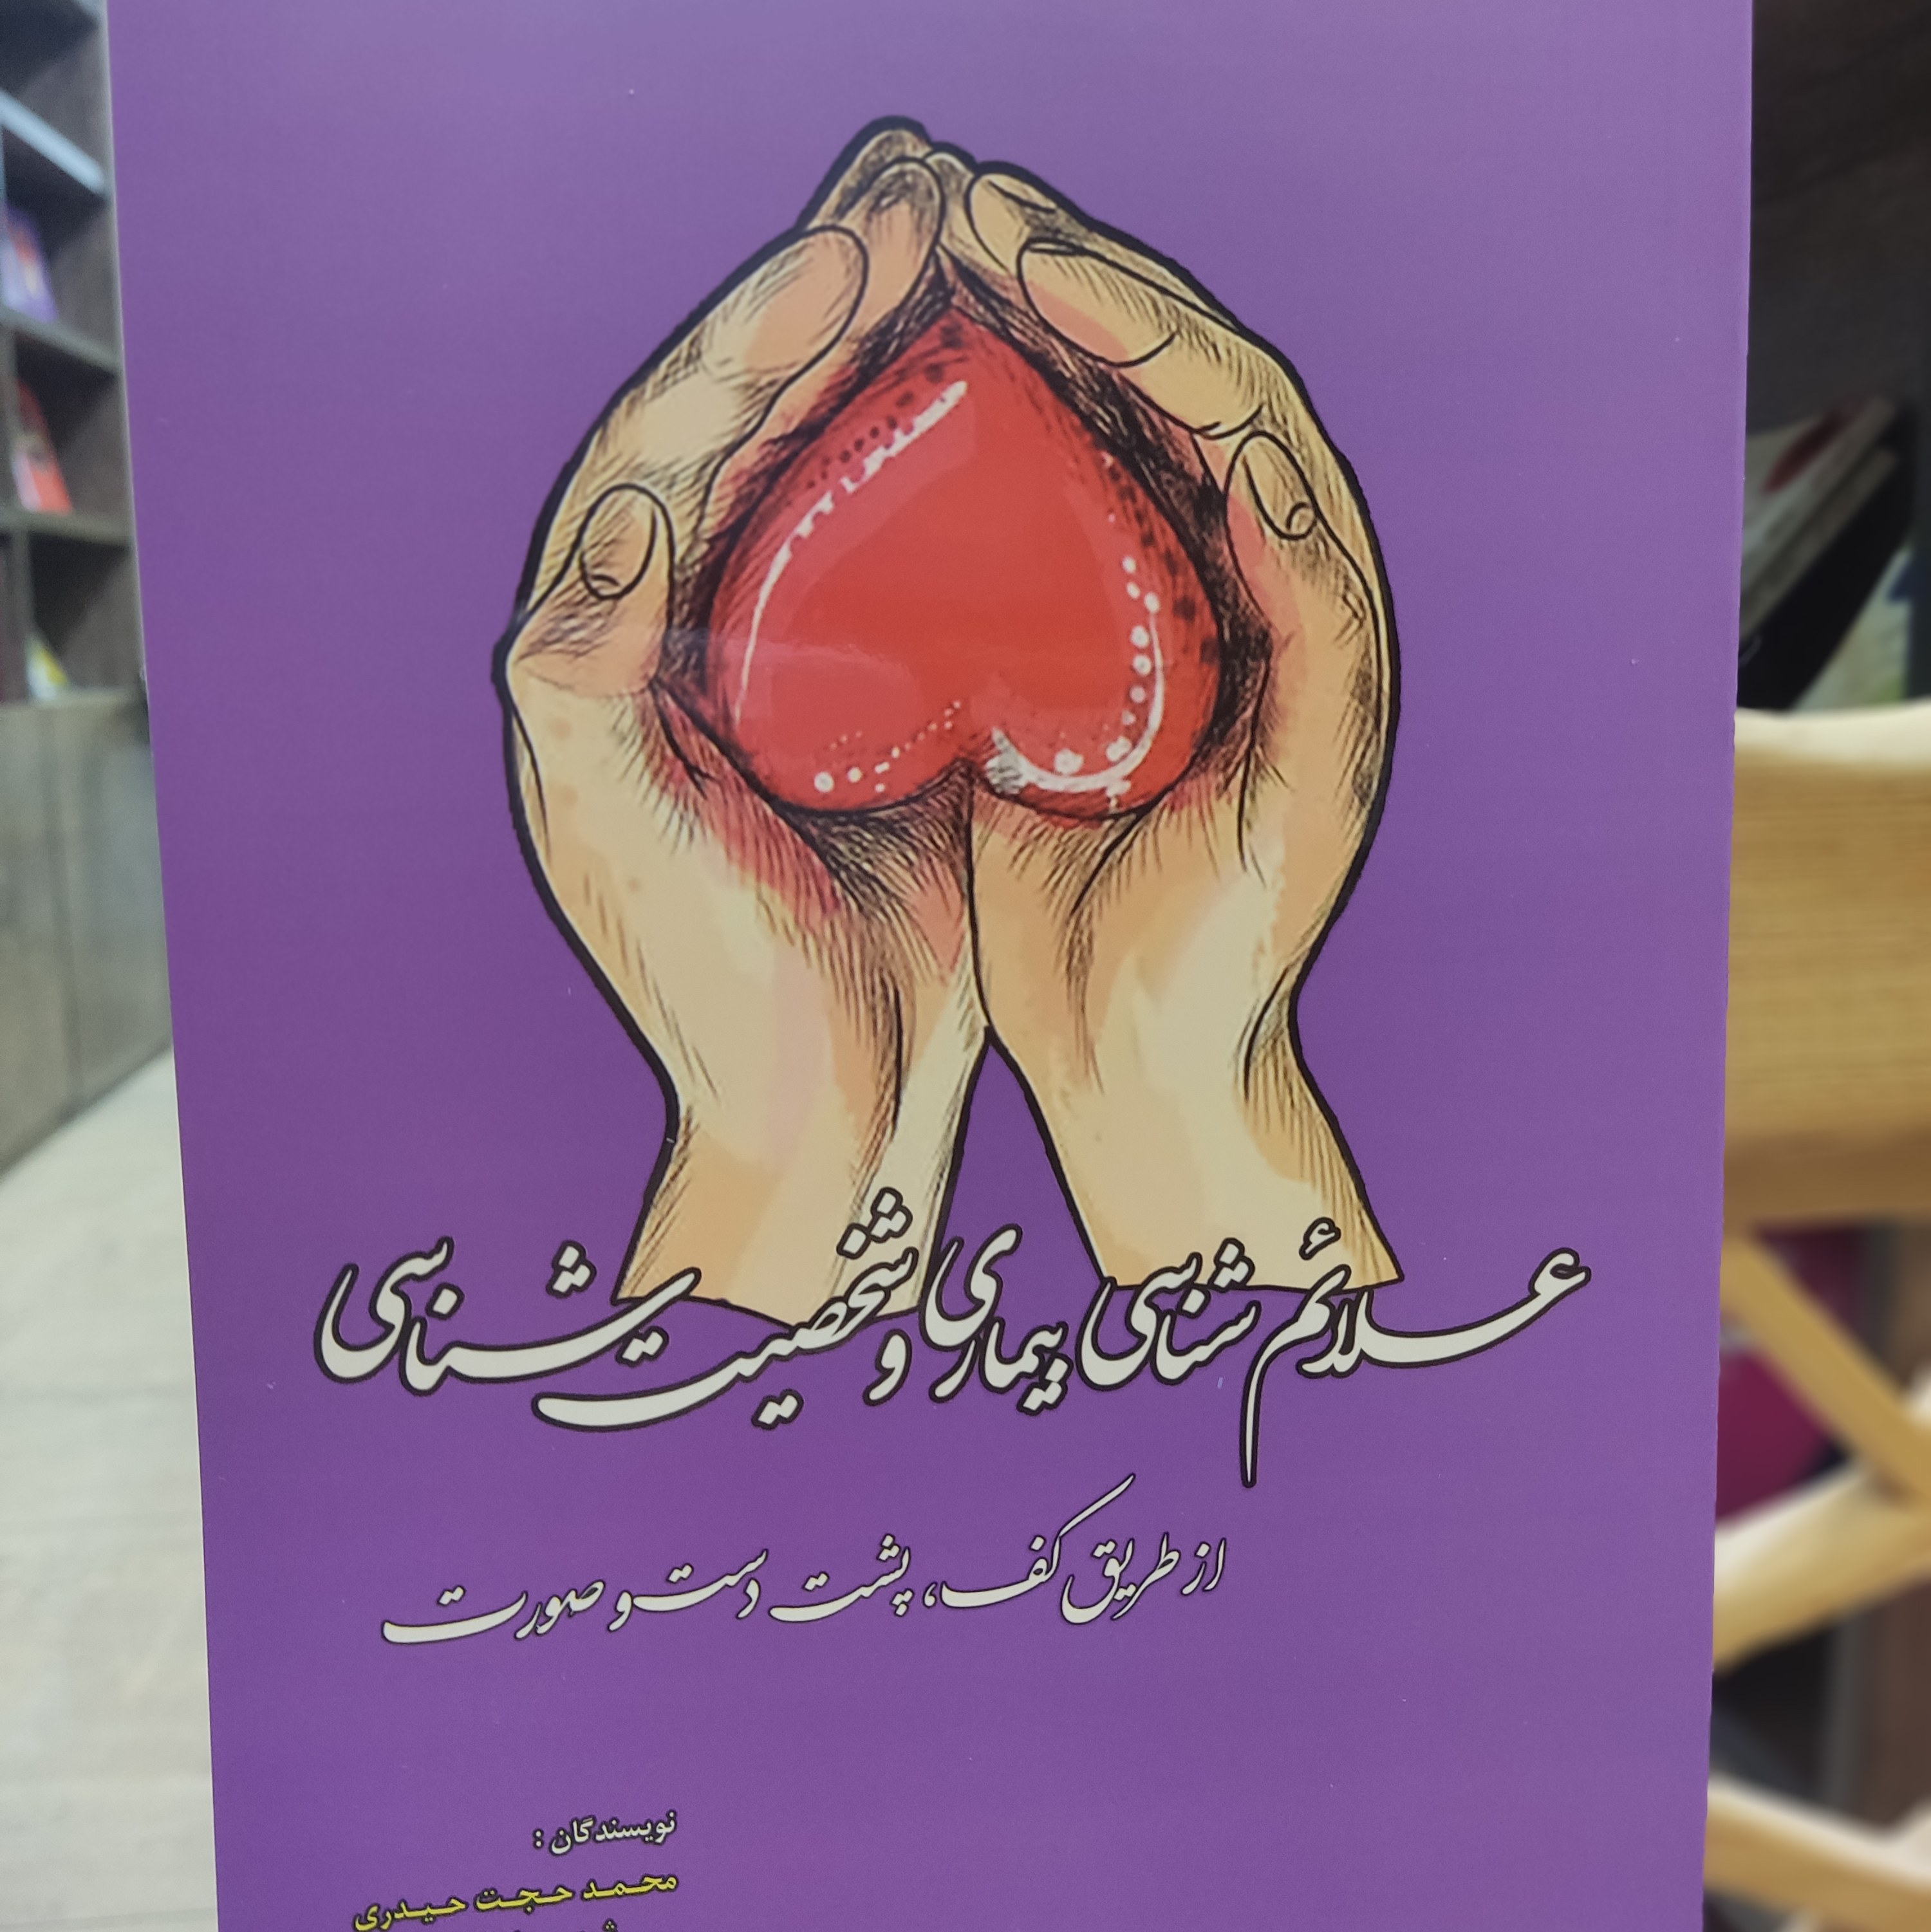 علائم شناسی بیماری و شخصیت شناسی
از طریق کف، پشت دست و صورت
نویسندگان :
محمد حجت حیدری